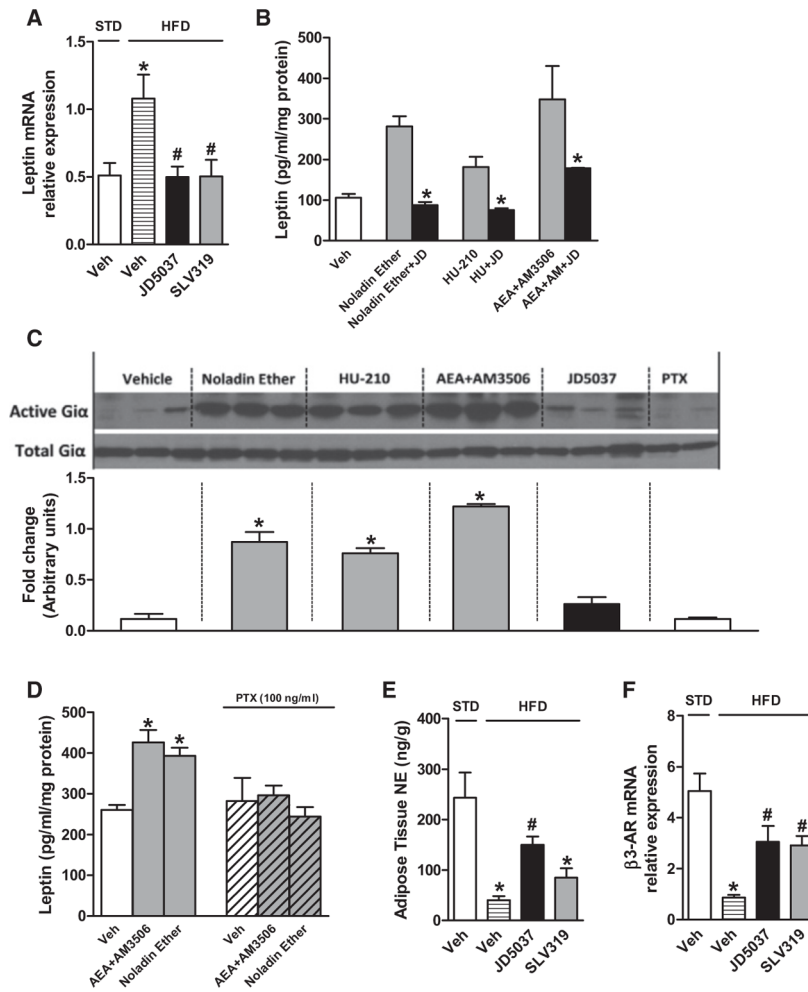 A
STD HFD
Leptin mRNA
relative expression
1.5
1.0
0.5
0.0
*
#
#
Veh
Veh
JD5037
SLV319
B
Leptin (pg/ml/mg protein)
500
400
300
200
100
0
*
*
*
Veh
Noladin Ether
Noladin Ether+JD
HU-210
HU+JD
AEA+AM3506
AEA+AM+JD
C
Vehicle Noladin Ether HU-210 AEA+AM3506 JD5037 PTX
Active Giα
Total Giα
Fold change
(Arbitrary units)
1.5
1.0
0.5
0.0
*
*
*
D
PTX (100 ng/ml)
Leptin (pg/ml/mg protein)
500
400
300
200
100
0
*
*
Veh
AEA+AM3506
Noladin Ether
Veh
AEA+AM3506
Noladin Ether
E
STD HFD
Adipose Tissue NE (ng/g)
400
300
200
100
0
*
#
*
Veh
Veh
JD5037
SLV319
F
STD HFD
β3-AR mRNA
relative expression
8
6
4
2
0
*
#
#
Veh
Veh
JD5037
SLV319